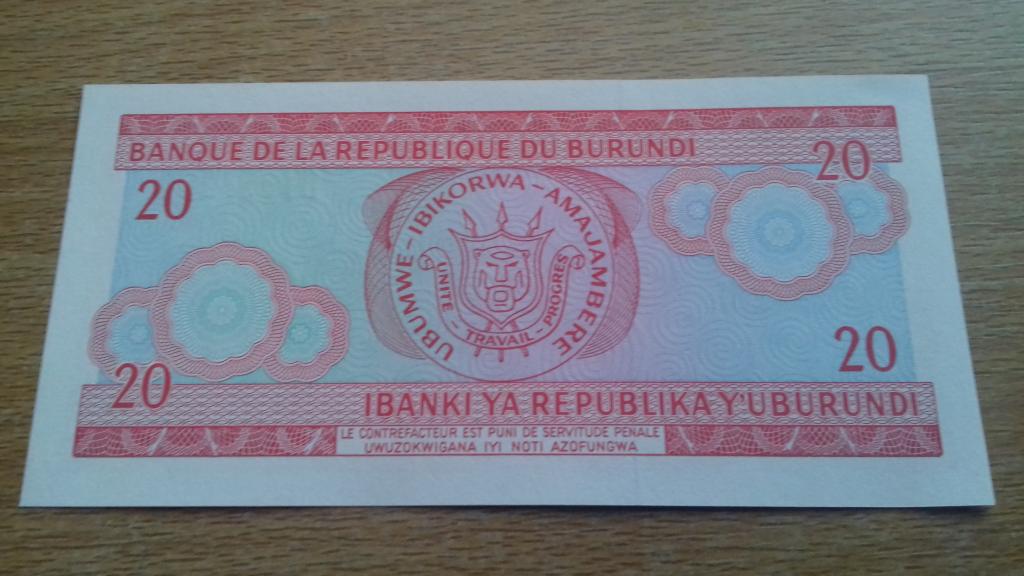 BANQUE DE LA REPUBLIQUE DU BURUNDI
20
20
UBUMWE - IBIKORWA - AMAJAMBERE
UNITE - TRAVAIL - PROGRES
20
20
IBANKI YA REPUBLIKA Y'UBURUNDI
LE CONTREFACTEUR EST PUNI DE SERVITUDE PENALE
UWUZOKWIGANA IYI NOTI AZOFUNGWA